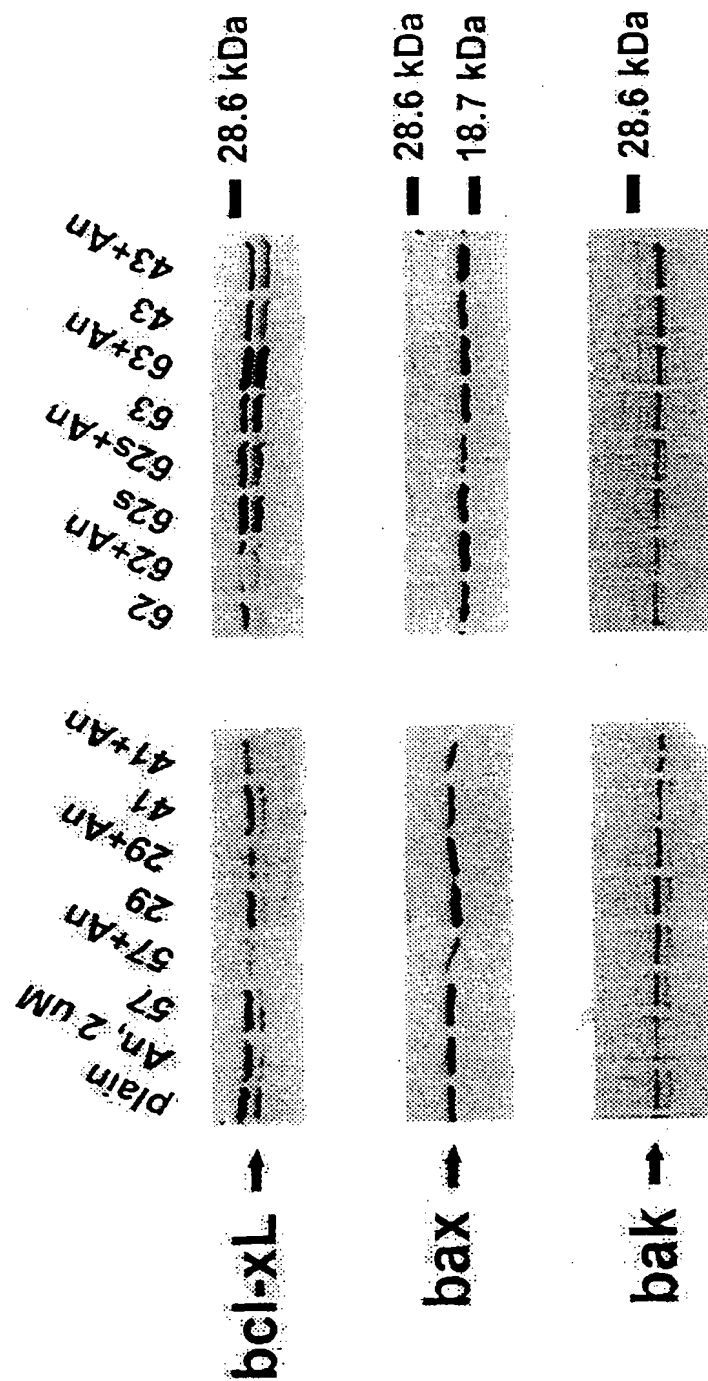 plain
An, 2 uM
57
57+An
29
29+An
41
41+An
62
62+An
62s
62s+An
63
63+An
43
43+An
bcl-xL
28.6 kDa
bax
28.6 kDa
18.7 kDa
bak
28.6 kDa